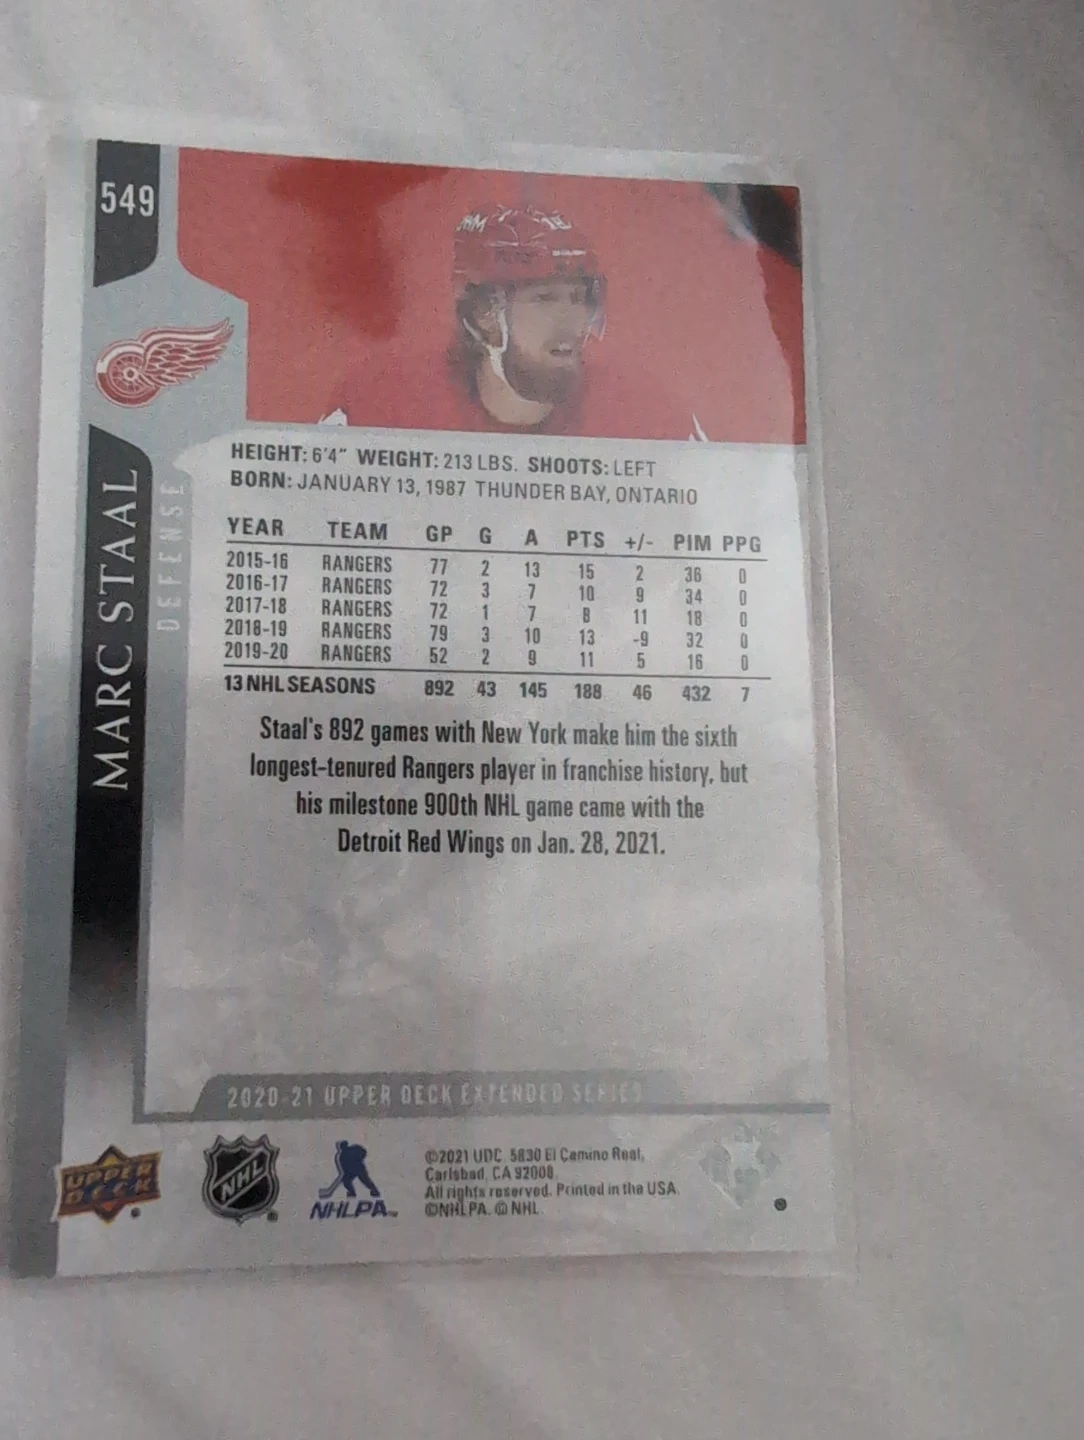 549
MARC STAAL
DEFENSE
HEIGHT: 6'4" WEIGHT: 213 LBS. SHOOTS: LEFT
BORN: JANUARY 13, 1987 THUNDER BAY, ONTARIO
YEAR TEAM GP G A PTS +/- PIM PPG
2015-16 RANGERS 77 2 13 15 2 36 0
2016-17 RANGERS 72 3 7 10 9 34 0
2017-18 RANGERS 72 1 7 8 11 18 0
2018-19 RANGERS 79 3 10 13 -9 32 0
2019-20 RANGERS 52 2 9 11 5 16 0
13 NHL SEASONS 892 43 145 188 46 432 7
Staal's 892 games with New York make him the sixth
longest-tenured Rangers player in franchise history, but
his milestone 900th NHL game came with the
Detroit Red Wings on Jan. 28, 2021.
2020-21 UPPER DECK EXTENDED SERIES
UPPER
DECK
NHL
NHLPA
©2021 UDC. 5830 El Camino Real,
Carlsbad, CA 92008.
All rights reserved. Printed in the USA.
©NHLPA. © NHL.